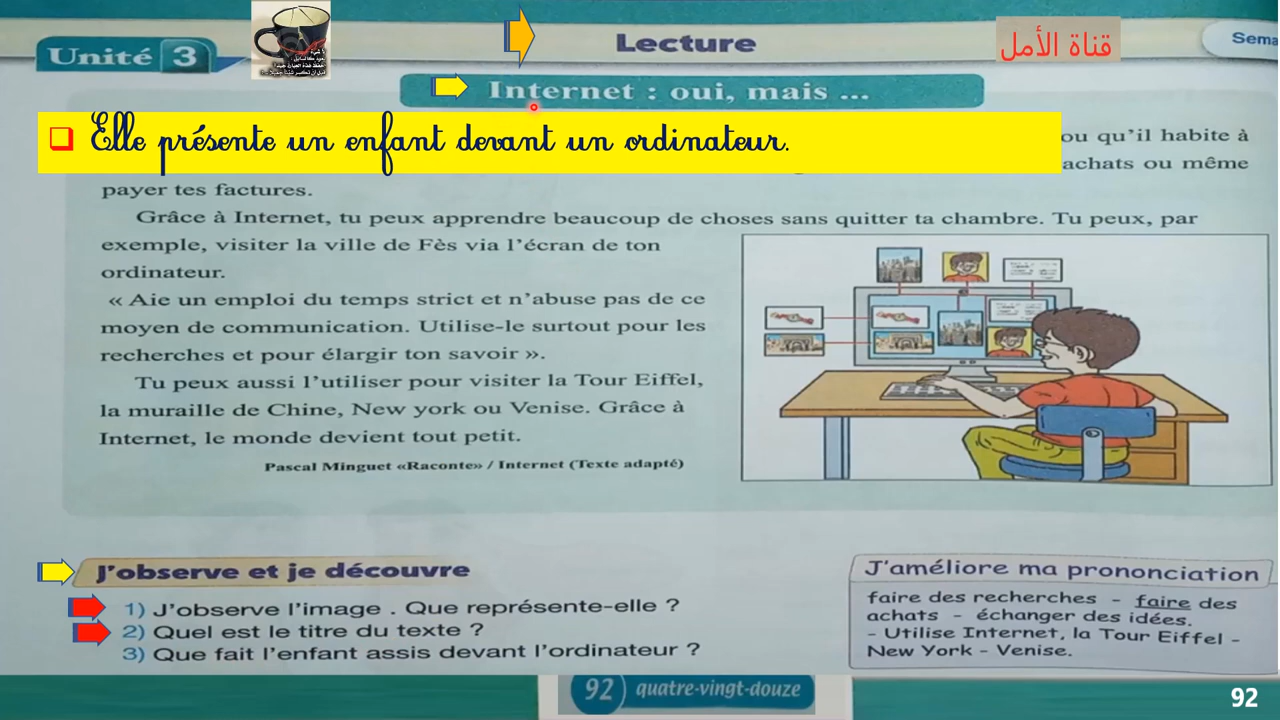 Unité 3
Lecture
قناة الأمل
Sema
Internet : oui, mais ...
Elle présente un enfant devant un ordinateur.
ou qu'il habite à
achats ou même
payer tes factures.
Grâce à Internet, tu peux apprendre beaucoup de choses sans quitter ta chambre. Tu peux, par
exemple, visiter la ville de Fès via l'écran de ton
ordinateur.
« Aie un emploi du temps strict et n'abuse pas de ce
moyen de communication. Utilise-le surtout pour les
recherches et pour élargir ton savoir ».
Tu peux aussi l'utiliser pour visiter la Tour Eiffel,
la muraille de Chine, New york ou Venise. Grâce à
Internet, le monde devient tout petit.
Pascal Minguet «Raconte» / Internet (Texte adapté)
J'observe et je découvre
1) J'observe l'image . Que représente-elle ?
2) Quel est le titre du texte ?
3) Que fait l'enfant assis devant l'ordinateur ?
J'améliore ma prononciation
faire des recherches - faire des
achats - échanger des idées.
- Utilise Internet, la Tour Eiffel -
New York - Venise.
92 quatre-vingt-douze
92